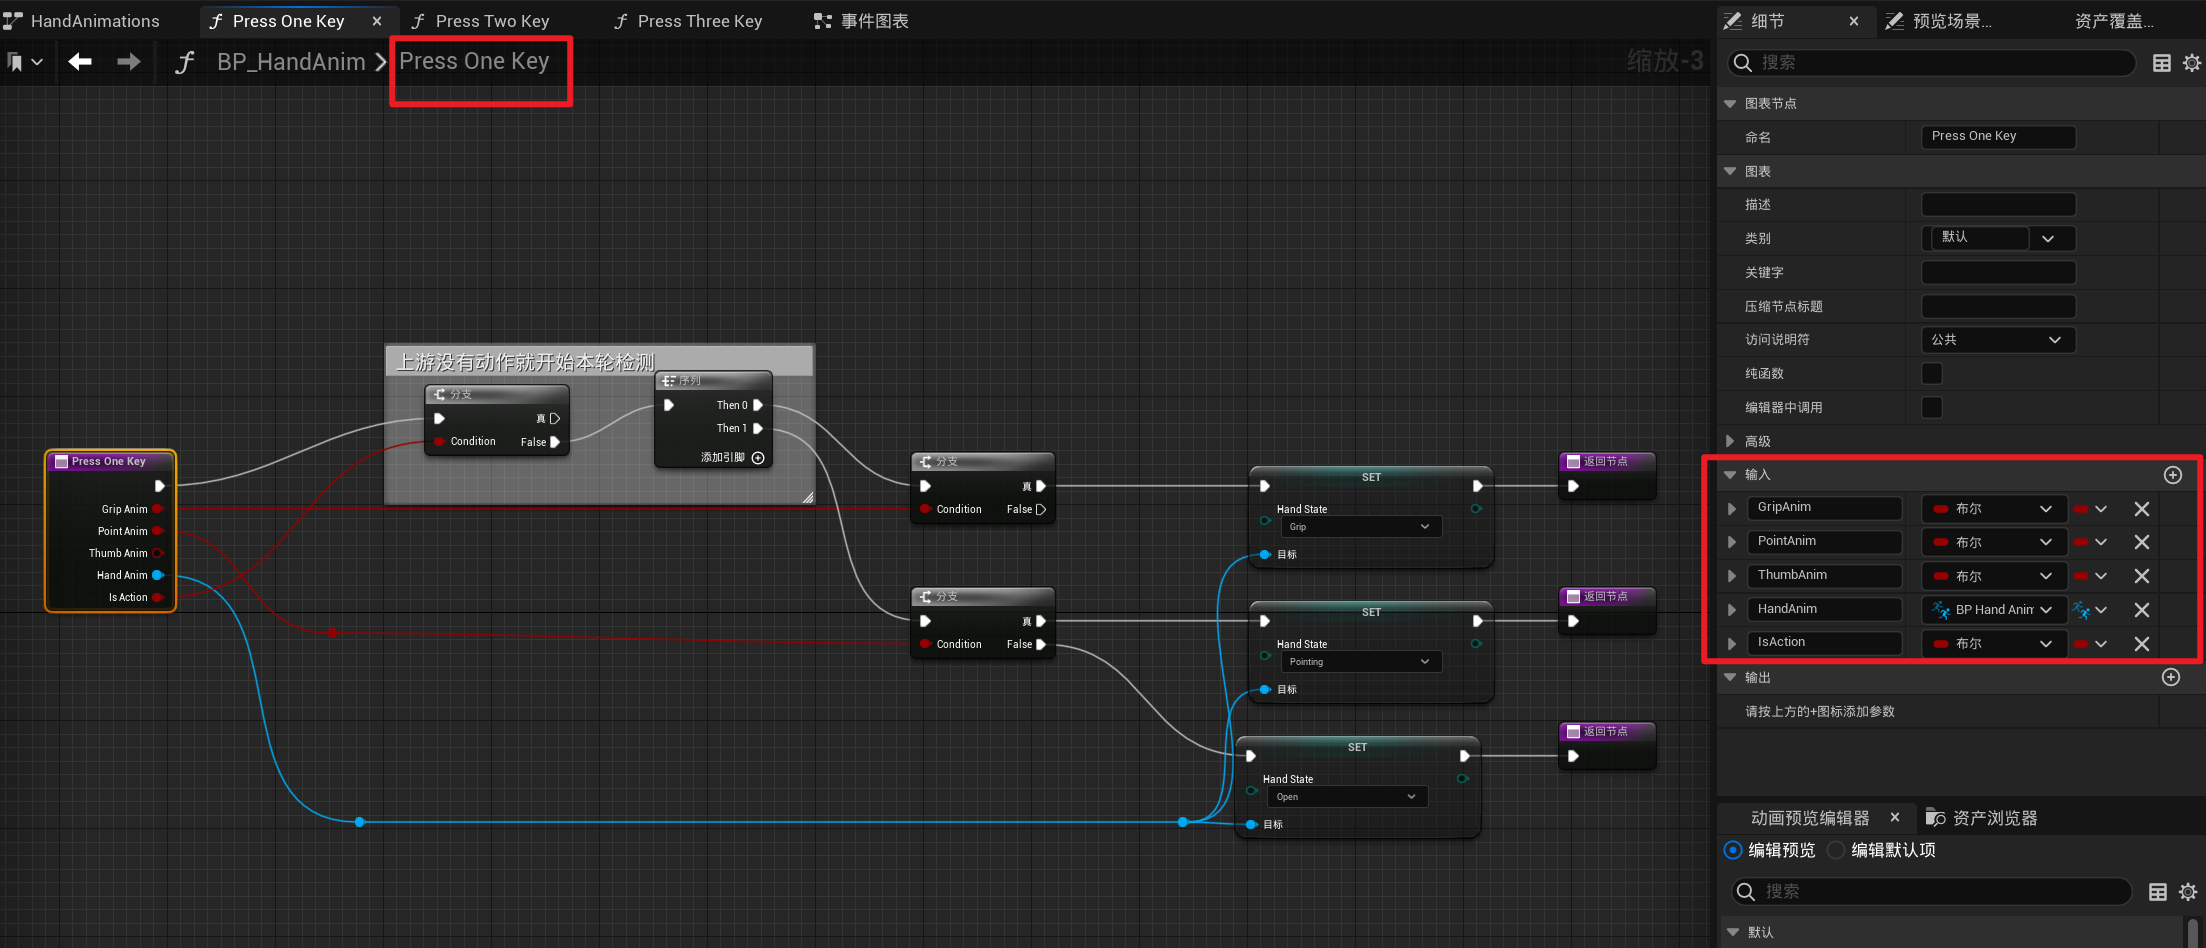 HandAnimations
Press One Key
Press Two Key
Press Three Key
事件图表
BP_HandAnim
Press One Key
缩放-3
上游没有动作就开始本轮检测
分支
真
Condition
False
序列
Then 0
Then 1
添加引脚
Press One Key
Grip Anim
Point Anim
Thumb Anim
Hand Anim
Is Action
分支
真
Condition
False
SET
Hand State
Grip
目标
返回节点
分支
真
Condition
False
SET
Hand State
Pointing
目标
返回节点
SET
Hand State
Open
目标
返回节点
细节
预览场景...
资产覆盖...
搜索
图表节点
命名
Press One Key
图表
描述
类别
默认
关键字
压缩节点标题
访问说明符
公共
纯函数
编辑器中调用
高级
输入
GripAnim
布尔
PointAnim
布尔
ThumbAnim
布尔
HandAnim
BP Hand Anim
IsAction
布尔
输出
请按上方的+图标添加参数
动画预览编辑器
资产浏览器
编辑预览
编辑默认项
搜索
默认